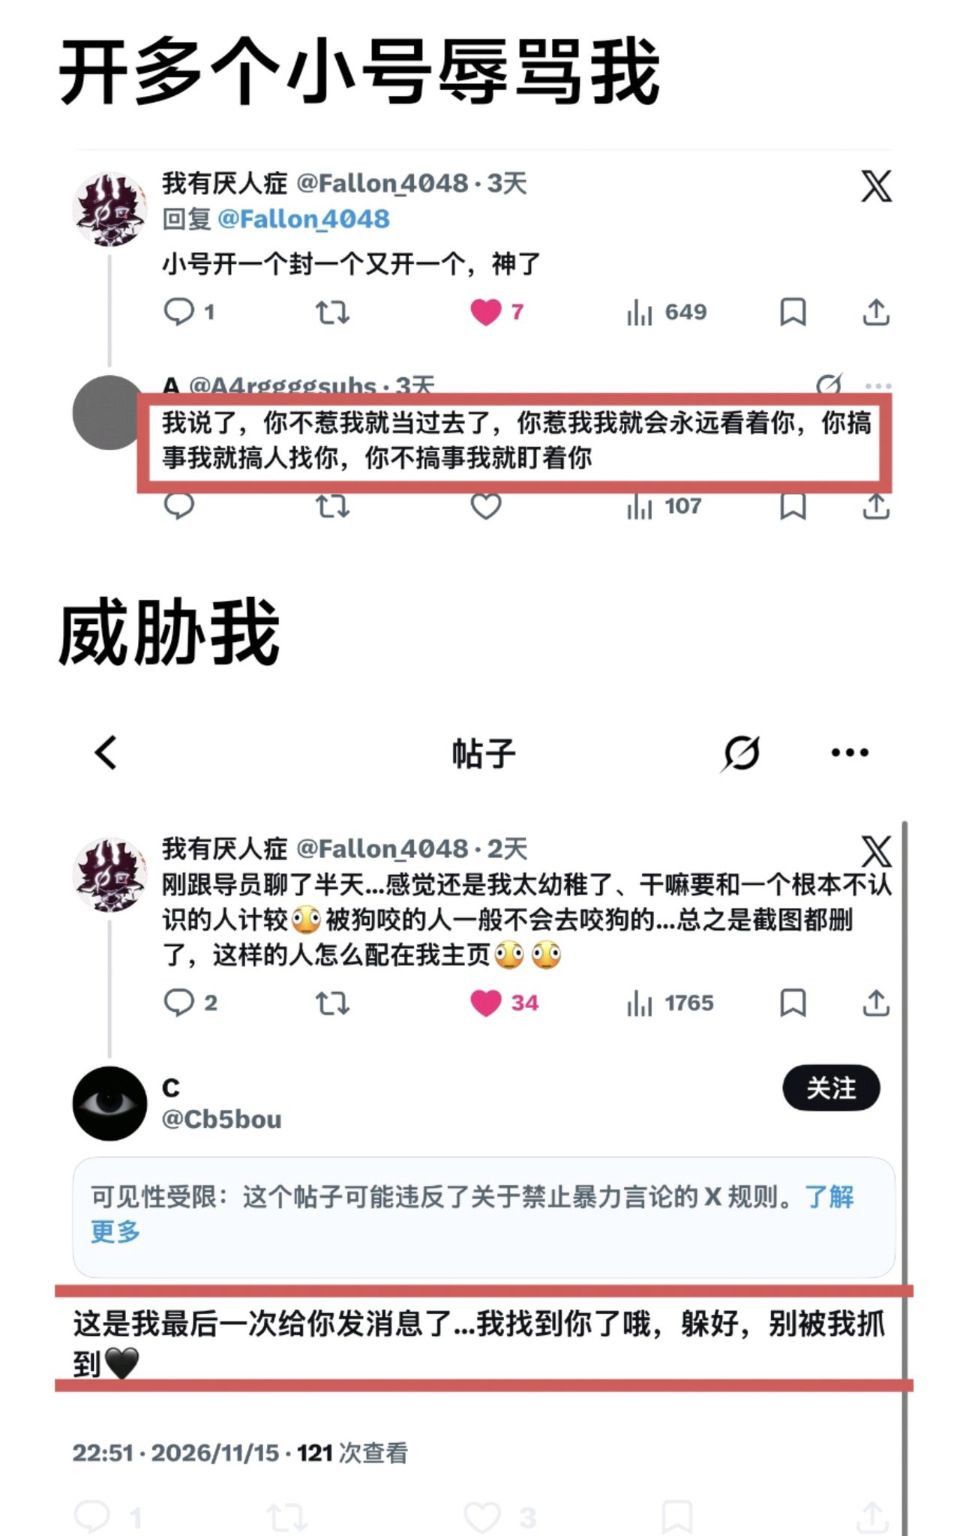 开多个小号辱骂我
我有厌人症 @Fallon_4048 · 3天
回复 @Fallon_4048
小号开一个封一个又开一个，神了
1 7 649
A @A4rggggsuhs · 3天
我说了，你不惹我就当过去了，你惹我我就会永远看着你，你搞
事我就搞人找你，你不搞事我就盯着你
107
威胁我
帖子
我有厌人症 @Fallon_4048 · 2天
刚跟导员聊了半天...感觉还是我太幼稚了、干嘛要和一个根本不认
识的人计较😳被狗咬的人一般不会去咬狗的...总之是截图都删
了，这样的人怎么配在我主页😳😳
2 34 1765
C
关注
@Cb5bou
可见性受限：这个帖子可能违反了关于禁止暴力言论的 X 规则。了解
更多
这是我最后一次给你发消息了...我找到你了哦，躲好，别被我抓
到🖤
22:51 · 2026/11/15 · 121 次查看
1 3